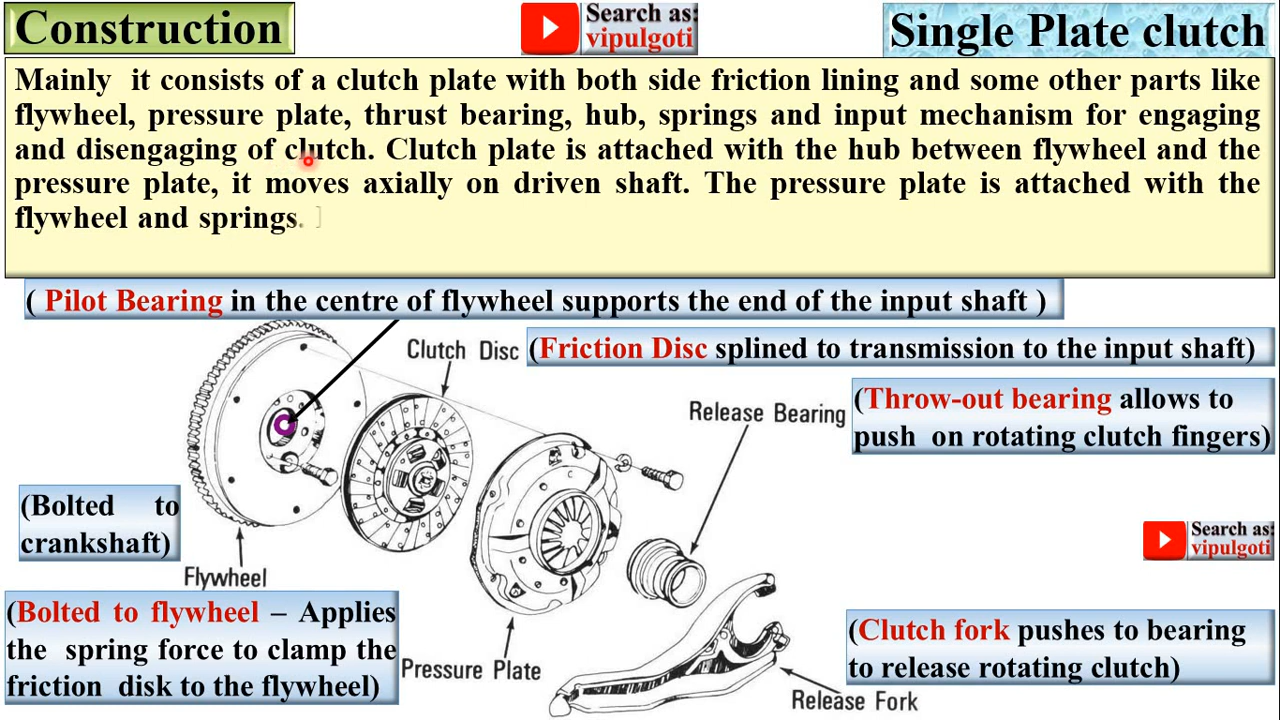 Construction
Search as:
vipulgoti
Single Plate clutch
Mainly it consists of a clutch plate with both side friction lining and some other parts like
flywheel, pressure plate, thrust bearing, hub, springs and input mechanism for engaging
and disengaging of clutch. Clutch plate is attached with the hub between flywheel and the
pressure plate, it moves axially on driven shaft. The pressure plate is attached with the
flywheel and springs.
( Pilot Bearing in the centre of flywheel supports the end of the input shaft )
Clutch Disc
(Friction Disc splined to transmission to the input shaft)
Release Bearing
(Throw-out bearing allows to
push on rotating clutch fingers)
(Bolted to
crankshaft)
Search as:
vipulgoti
Flywheel
(Bolted to flywheel – Applies
the spring force to clamp the
friction disk to the flywheel)
Pressure Plate
(Clutch fork pushes to bearing
to release rotating clutch)
Release Fork